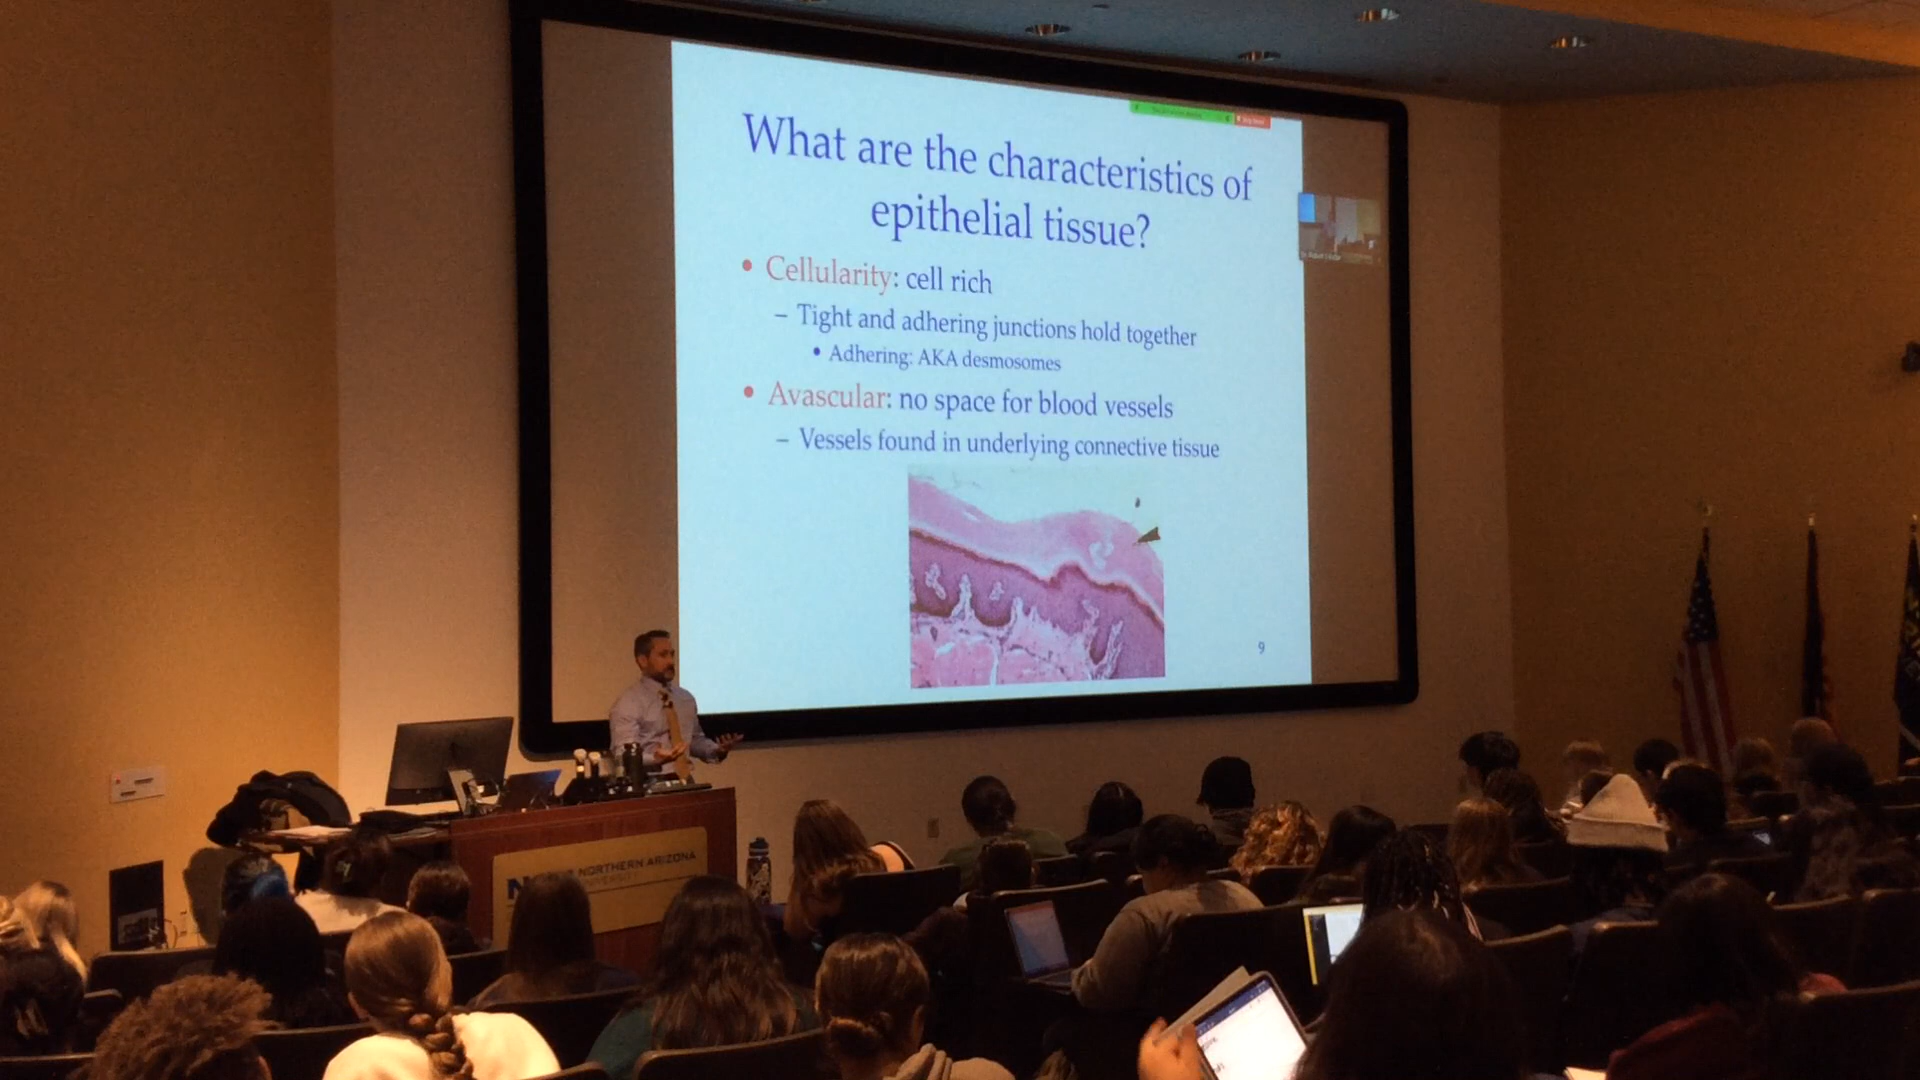 What are the characteristics of
epithelial tissue?
• Cellularity: cell rich
– Tight and adhering junctions hold together
• Adhering: AKA desmosomes
• Avascular: no space for blood vessels
– Vessels found in underlying connective tissue
9
NORTHERN ARIZONA
UNIVERSITY